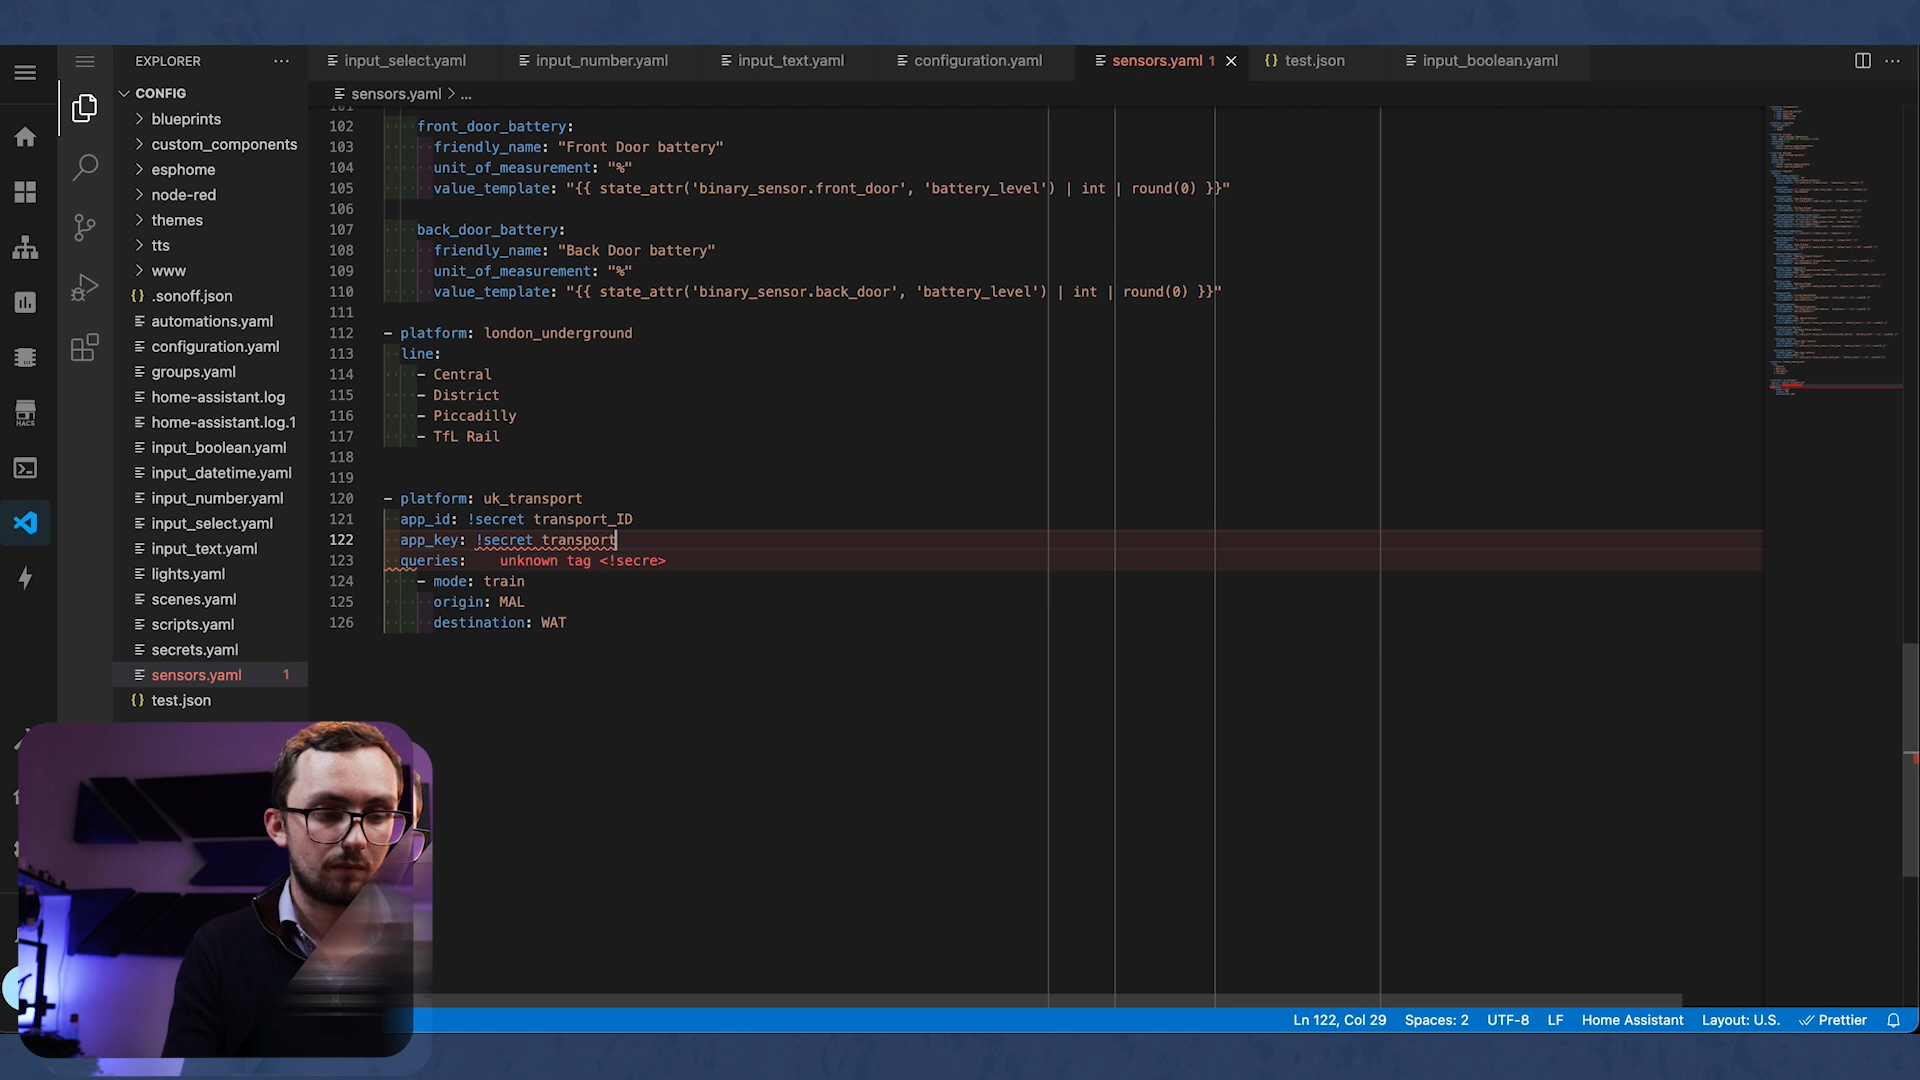 EXPLORER
input_select.yaml
input_number.yaml
input_text.yaml
configuration.yaml
sensors.yaml 1
test.json
input_boolean.yaml
sensors.yaml > ...
CONFIG
blueprints
custom_components
esphome
node-red
themes
tts
www
.sonoff.json
automations.yaml
configuration.yaml
groups.yaml
home-assistant.log
home-assistant.log.1
input_boolean.yaml
input_datetime.yaml
input_number.yaml
input_select.yaml
input_text.yaml
lights.yaml
scenes.yaml
scripts.yaml
secrets.yaml
sensors.yaml 1
test.json
HACS
101
102 front_door_battery:
103 friendly_name: "Front Door battery"
104 unit_of_measurement: "%"
105 value_template: "{{ state_attr('binary_sensor.front_door', 'battery_level') | int | round(0) }}"
106
107 back_door_battery:
108 friendly_name: "Back Door battery"
109 unit_of_measurement: "%"
110 value_template: "{{ state_attr('binary_sensor.back_door', 'battery_level') | int | round(0) }}"
111
112 - platform: london_underground
113 line:
114 - Central
115 - District
116 - Piccadilly
117 - TfL Rail
118
119
120 - platform: uk_transport
121 app_id: !secret transport_ID
122 app_key: !secret transport
123 queries: unknown tag <!secre>
124 - mode: train
125 origin: MAL
126 destination: WAT
Ln 122, Col 29 Spaces: 2 UTF-8 LF Home Assistant Layout: U.S. Prettier